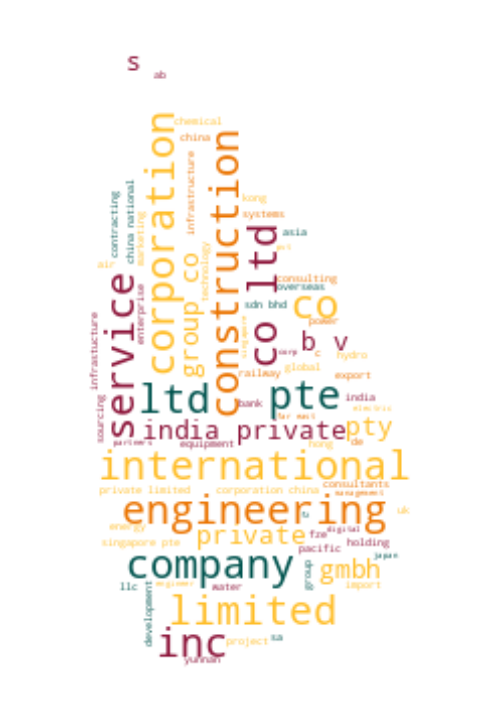 s
ab
corporation
chemical
china
construction
infrastructure
contracting
china national
marketing
kong
systems
asia
co ltd
air
group co
technology
service
enterprise
consulting
overseas
sdn bhd
co
power
infrastucture
singapore
b v
corp
c
hydro
railway
global
export
ltd
pte
bank
india
electric
far east
sourcing
india private
pty
partners
equipment
hong
de
international
consultants
private limited
corporation china
management
engineering
uk
energy
private
digital
fze
singapore pte
pacific
holding
japan
company
group
gmbh
llc
engineer
water
import
development
limited
inc
project
sa
yunnan